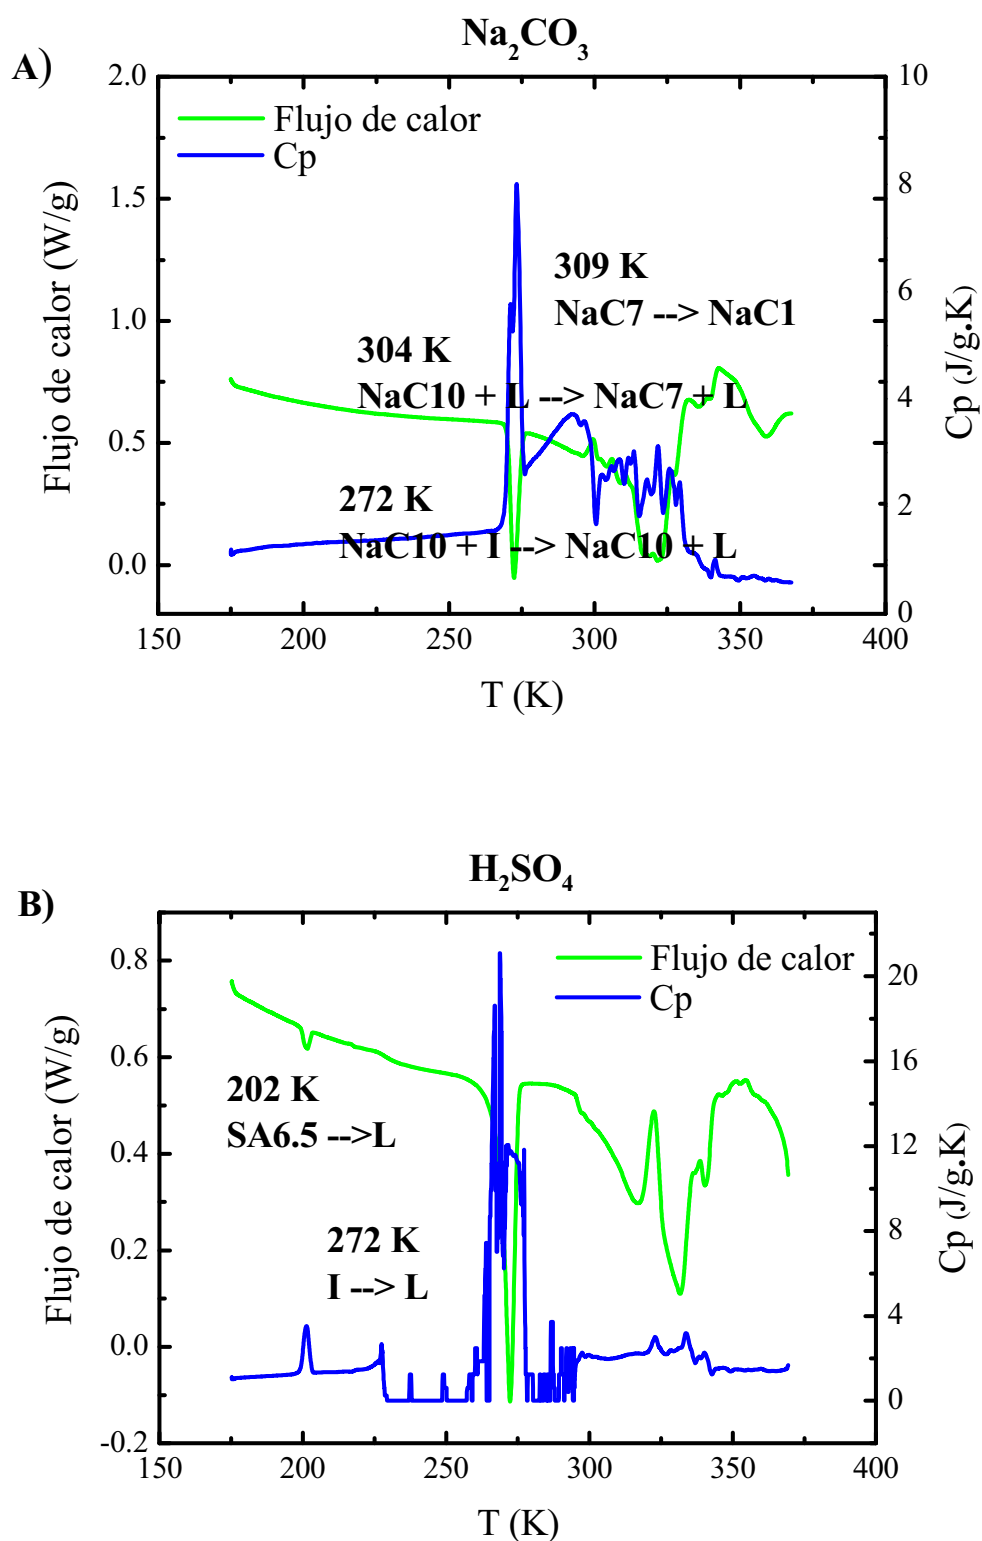 Na2CO3
A)
2.0
1.5
1.0
0.5
0.0
Flujo de calor (W/g)
Flujo de calor
Cp
309 K
NaC7 --> NaC1
304 K
NaC10 + L --> NaC7 + L
272 K
NaC10 + I --> NaC10 + L
10
8
6
4
2
0
Cp (J/g.K)
150 200 250 300 350 400
T (K)
H2SO4
B)
0.8
0.6
0.4
0.2
0.0
-0.2
Flujo de calor (W/g)
Flujo de calor
Cp
202 K
SA6.5 -->L
272 K
I --> L
20
16
12
8
4
0
Cp (J/g.K)
150 200 250 300 350 400
T (K)